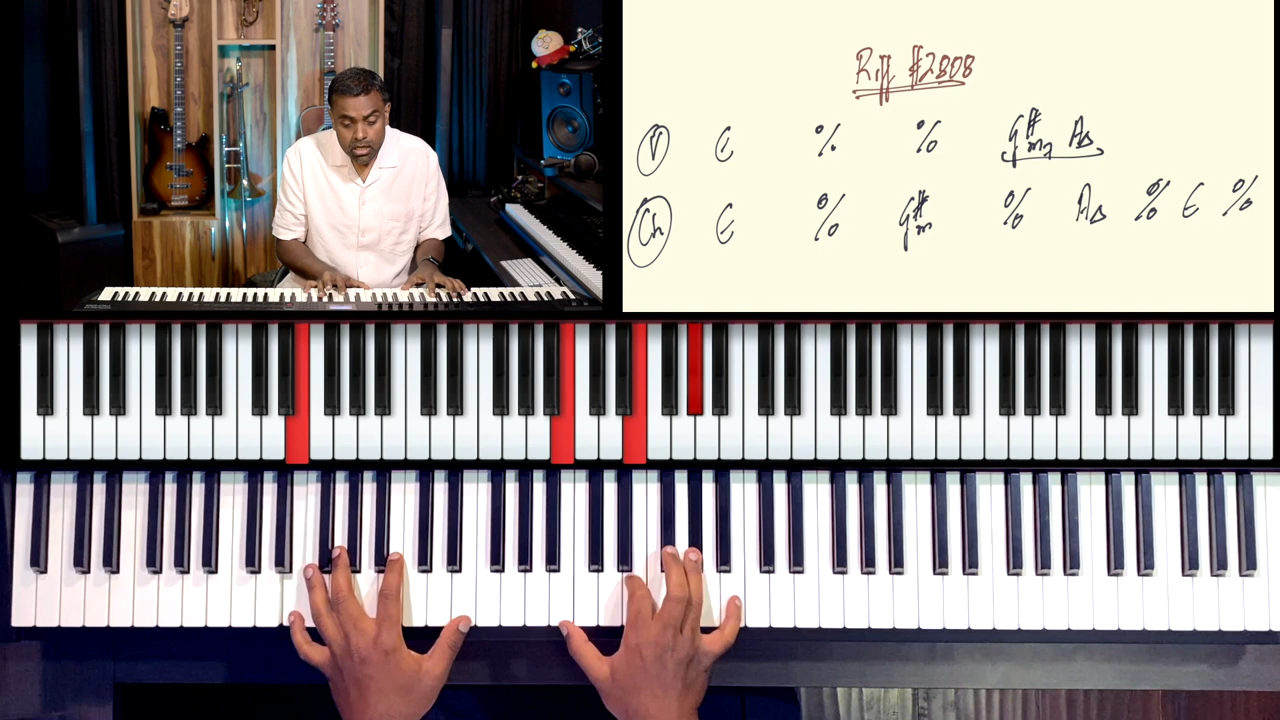 Riff #2808
V E % % G#m7 A△
Ch E % G#m % A△ % E %